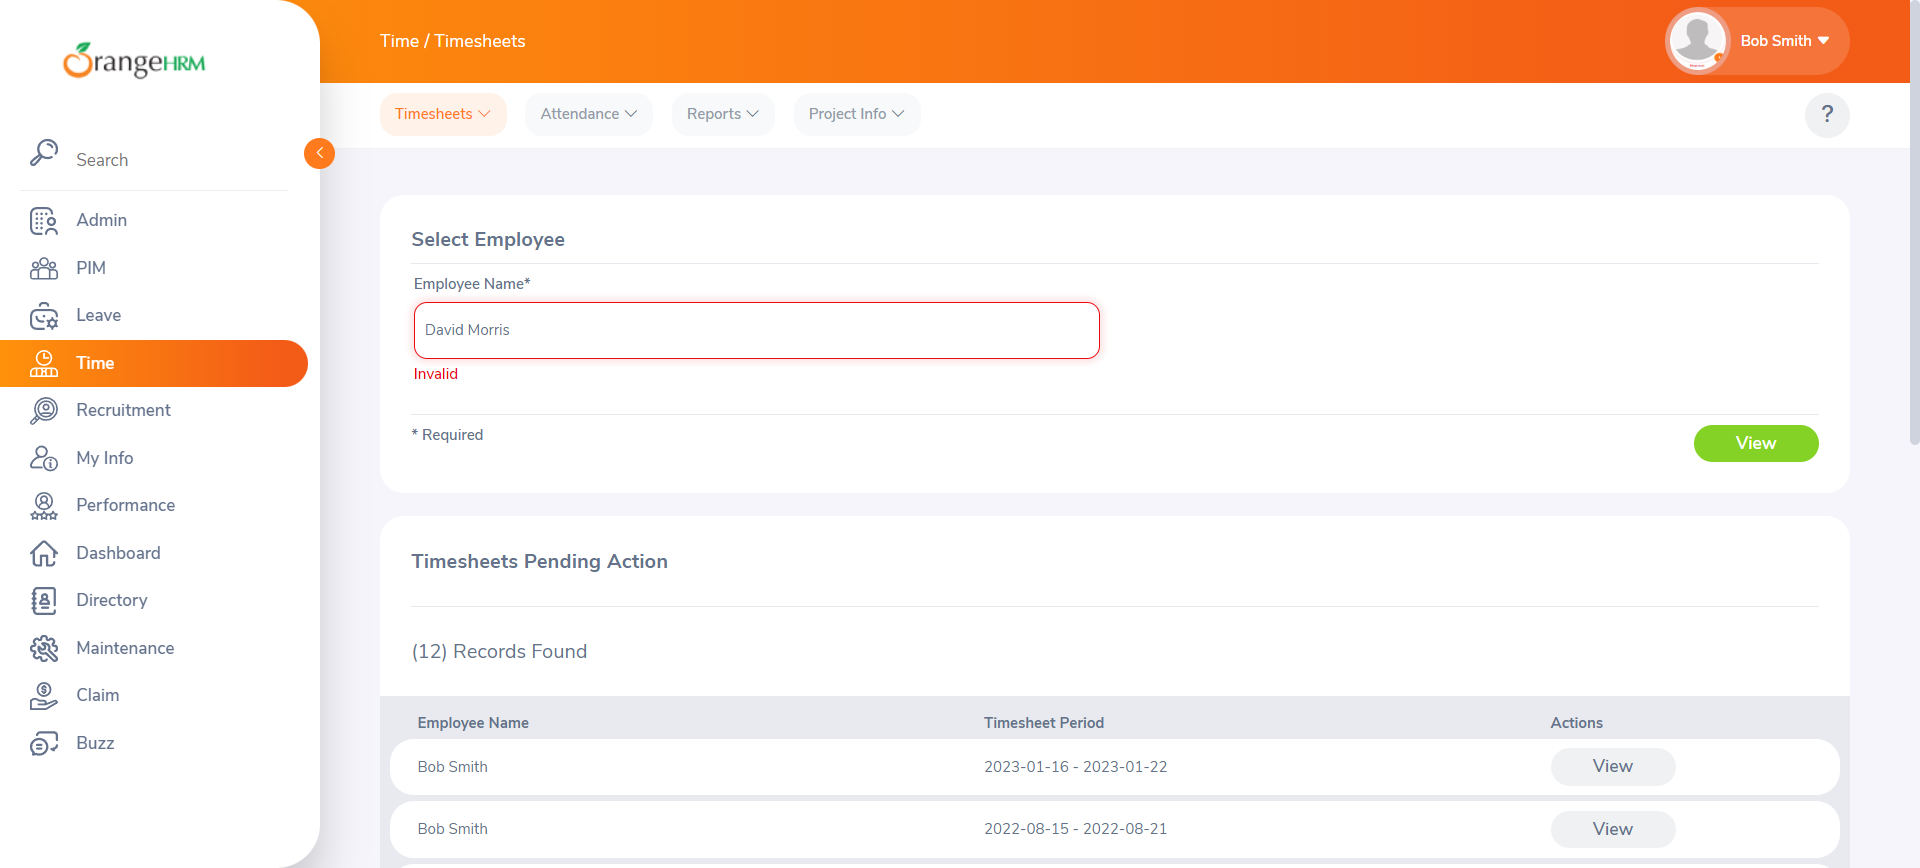 OrangeHRM
Time / Timesheets
Bob Smith
Timesheets
Attendance
Reports
Project Info
?
Search
Admin
PIM
Leave
Time
Recruitment
My Info
Performance
Dashboard
Directory
Maintenance
Claim
Buzz
Select Employee
Employee Name*
David Morris
Invalid
* Required
View
Timesheets Pending Action
(12) Records Found
Employee Name Timesheet Period Actions
Bob Smith 2023-01-16 - 2023-01-22 View
Bob Smith 2022-08-15 - 2022-08-21 View